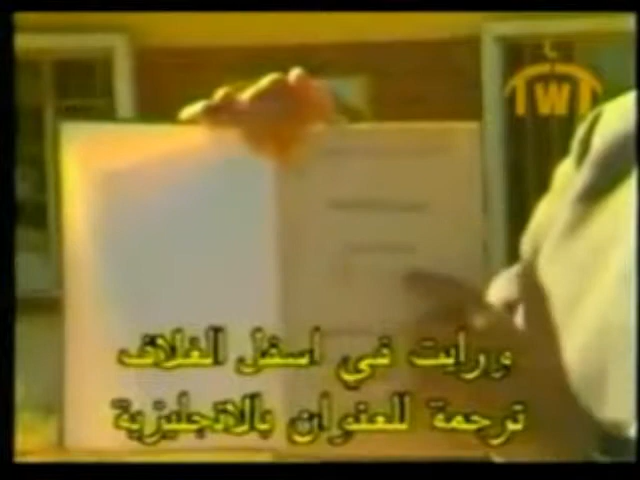 W
ورايت في اسفل الغلاف
ترجمة للعنوان بالانجليزية